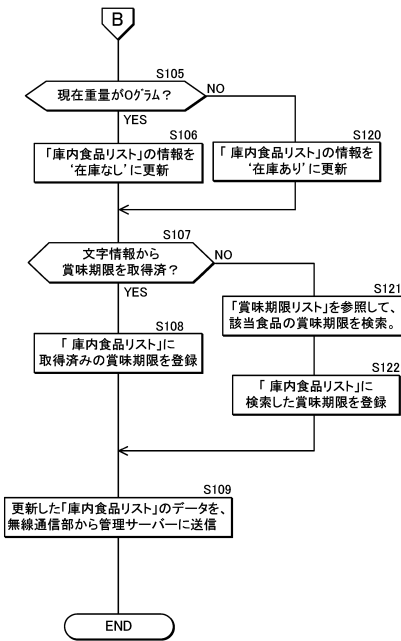 B
S105
現在重量が0グラム？
NO
YES
S106
「庫内食品リスト」の情報を
‘在庫なし’に更新
S120
「庫内食品リスト」の情報を
‘在庫あり’に更新
S107
文字情報から
賞味期限を取得済？
NO
YES
S108
「庫内食品リスト」に
取得済みの賞味期限を登録
S121
「賞味期限リスト」を参照して、
該当食品の賞味期限を検索。
S122
「庫内食品リスト」に
検索した賞味期限を登録
S109
更新した「庫内食品リスト」のデータを、
無線通信部から管理サーバーに送信
END